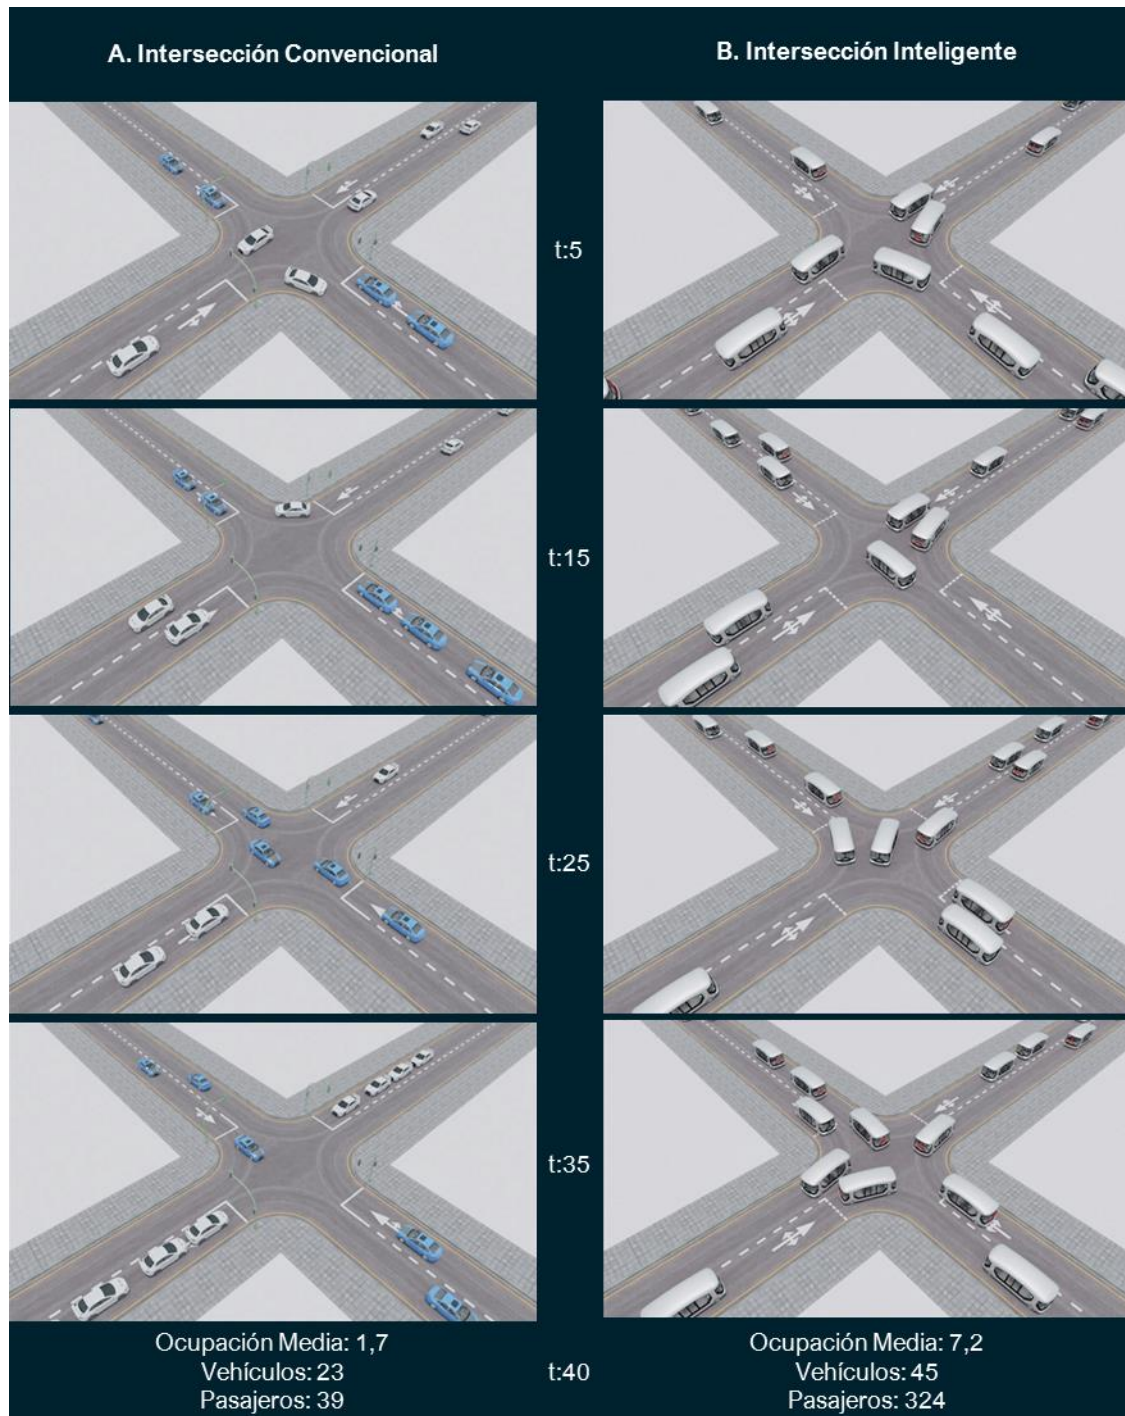 A. Intersección Convencional
B. Intersección Inteligente
t:5
t:15
t:25
t:35
Ocupación Media: 1,7
Vehículos: 23
Pasajeros: 39
t:40
Ocupación Media: 7,2
Vehículos: 45
Pasajeros: 324